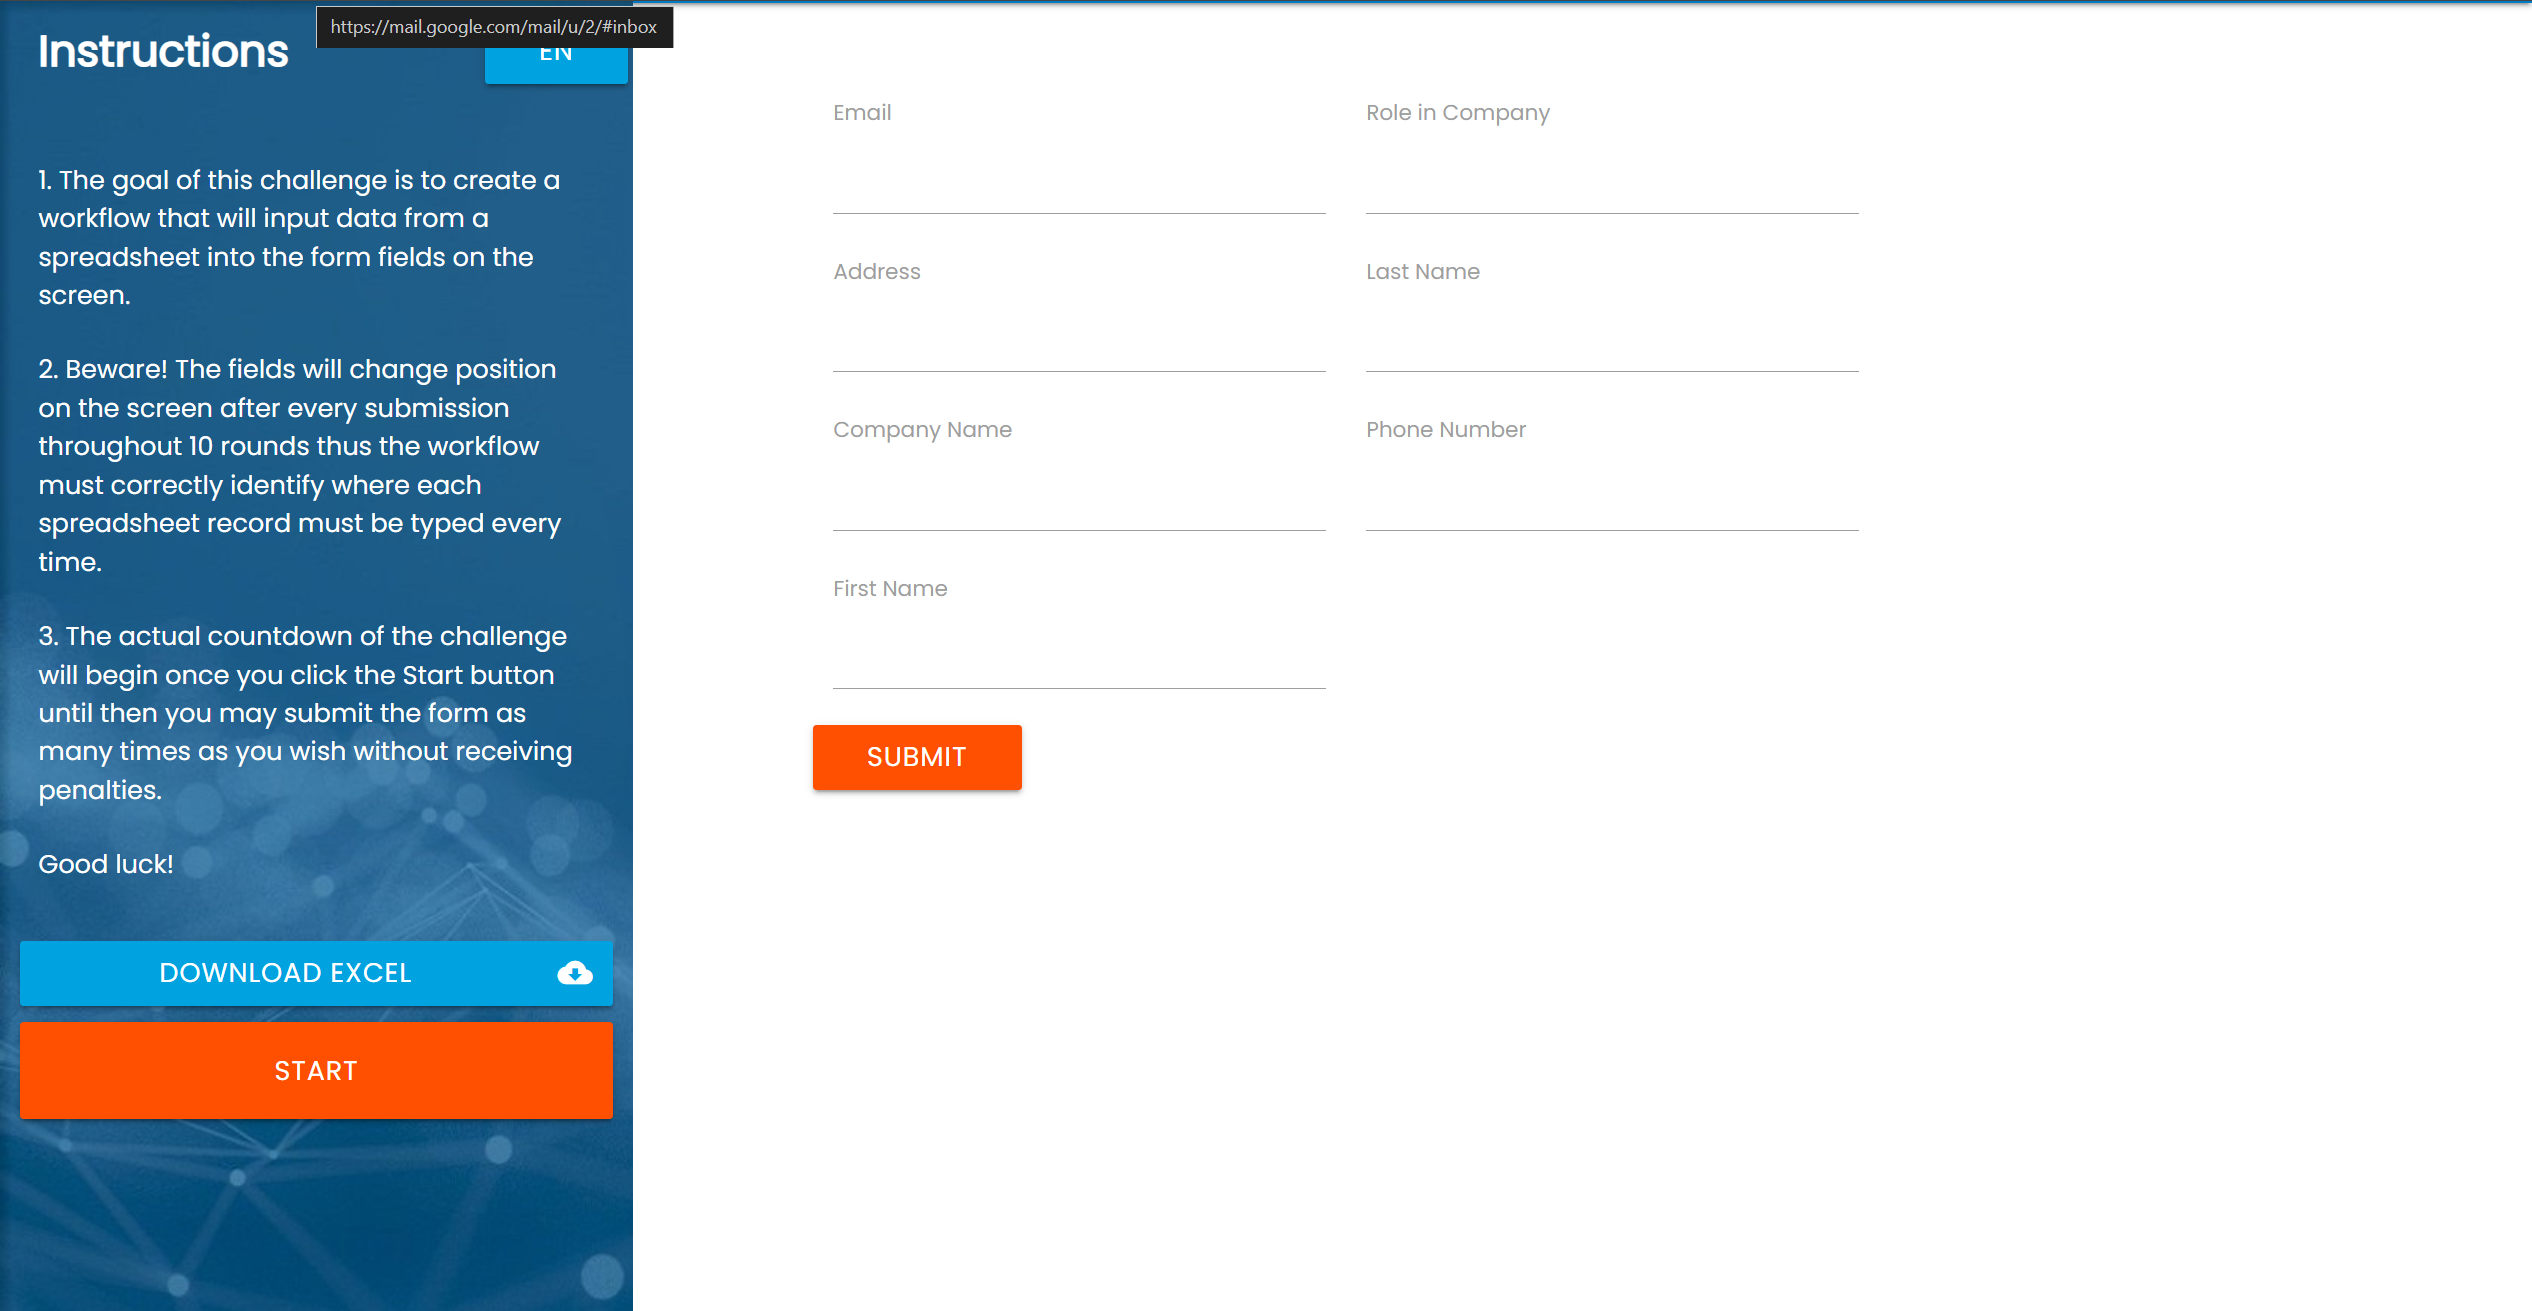 https://mail.google.com/mail/u/2/#inbox
Instructions
EN
1. The goal of this challenge is to create a
workflow that will input data from a
spreadsheet into the form fields on the
screen.
2. Beware! The fields will change position
on the screen after every submission
throughout 10 rounds thus the workflow
must correctly identify where each
spreadsheet record must be typed every
time.
3. The actual countdown of the challenge
will begin once you click the Start button
until then you may submit the form as
many times as you wish without receiving
penalties.
Good luck!
DOWNLOAD EXCEL
START
Email
Role in Company
Address
Last Name
Company Name
Phone Number
First Name
SUBMIT